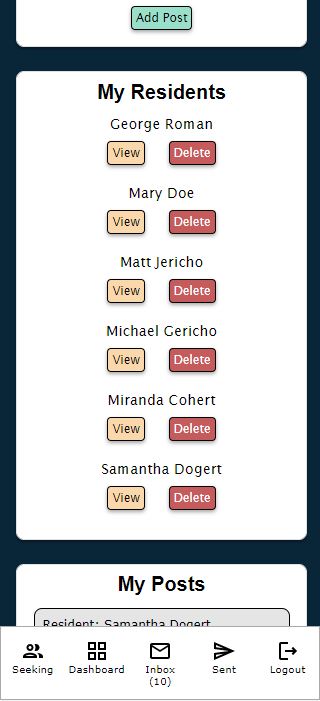 Add Post
My Residents
George Roman
View Delete
Mary Doe
View Delete
Matt Jericho
View Delete
Michael Gericho
View Delete
Miranda Cohert
View Delete
Samantha Dogert
View Delete
My Posts
Resident: Samantha Dogert
Seeking Dashboard Inbox Sent Logout
(10)